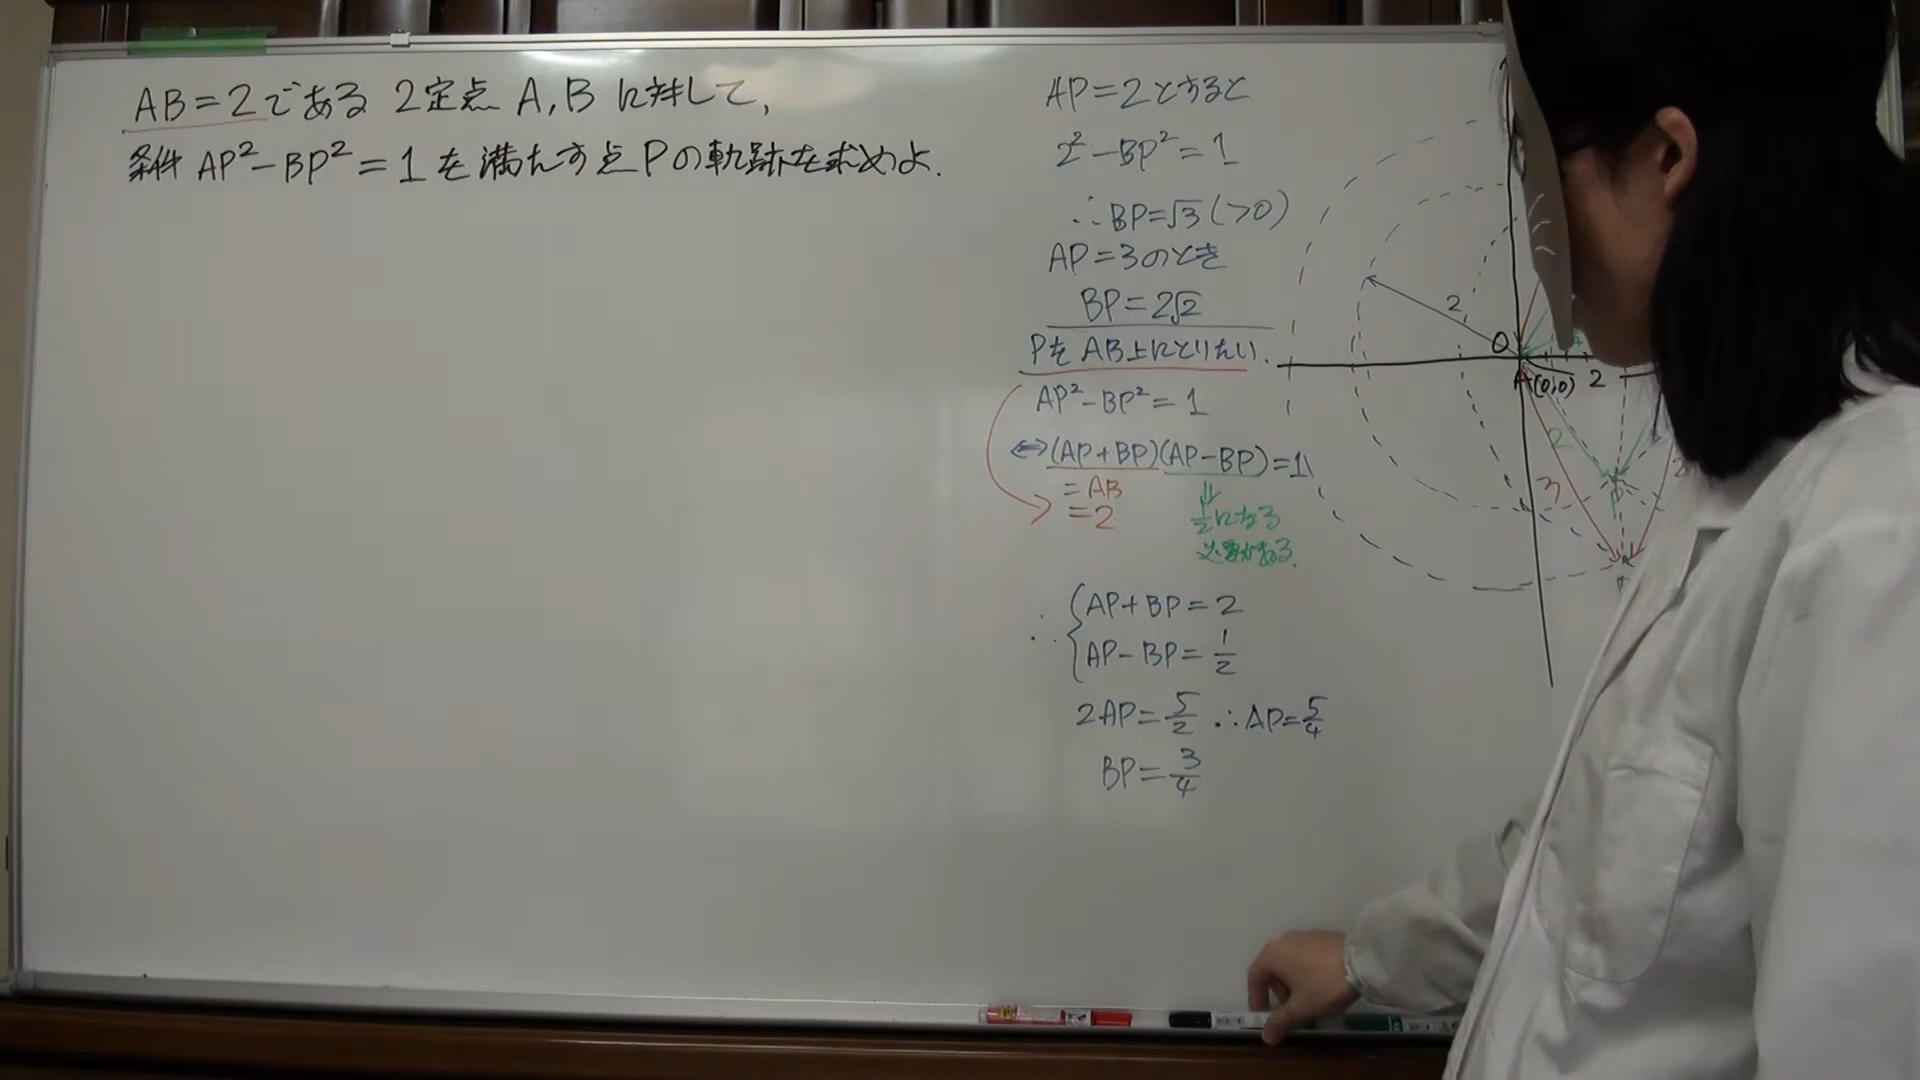 AB=2である 2定点 A,Bに対して,
条件 AP²-BP²=1を満たす点Pの軌跡を求めよ.
AP=2とすると
2²-BP²=1
∴BP=√3(>0)
AP=3のとき
BP=2√2
PをAB上にとりたい.
AP²-BP²=1
⇔(AP+BP)(AP-BP)=1
=AB
=2
⇓
1/2になる
必要がある.
∴{AP+BP=2
AP-BP=1/2
2AP=5/2 ∴AP=5/4
BP=3/4
2
O
A(0,0) 2
2
3
P